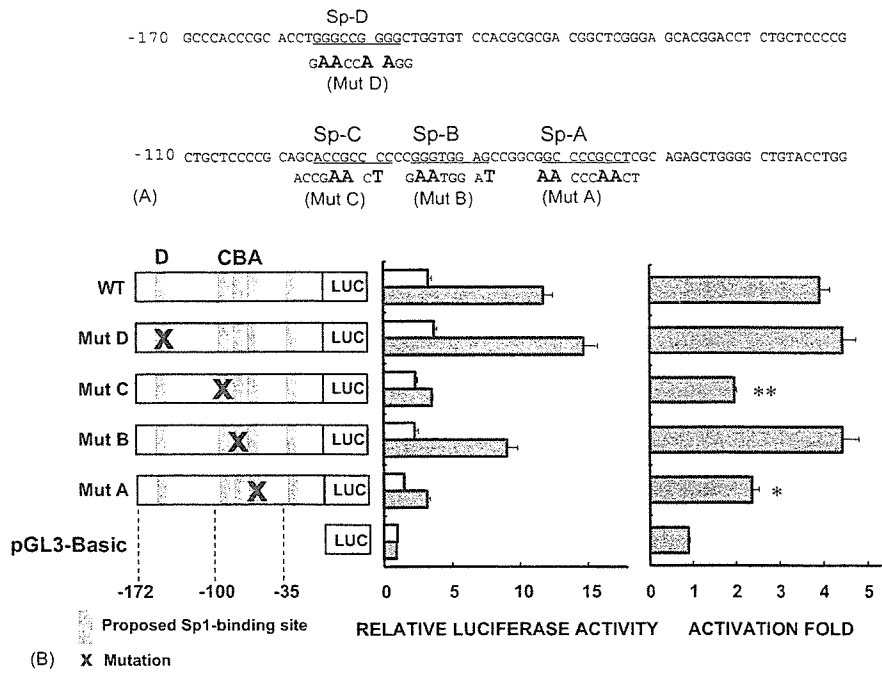 Sp-D
-170 GCCCACCCGC ACCTGGGCCG GGGCTGGTGT CCACGCGCGA CGGCTCGGGA GCACGGACCT CTGCTCCCCG
GAACCA AGG
(Mut D)
Sp-C Sp-B Sp-A
-110 CTGCTCCCCG CAGCACCGCC CCCCGGGTGG AGCCGGCGGC CCCGCCTCGC AGAGCTGGGG CTGTACCTGG
ACCGAA CT GAATGG AT AA CCCAACT
(A) (Mut C) (Mut B) (Mut A)
D CBA
WT LUC
Mut D X LUC
Mut C X LUC **
Mut B X LUC
Mut A X LUC *
pGL3-Basic LUC
-172 -100 -35 0 5 10 15 0 1 2 3 4 5
Proposed Sp1-binding site RELATIVE LUCIFERASE ACTIVITY ACTIVATION FOLD
(B) X Mutation